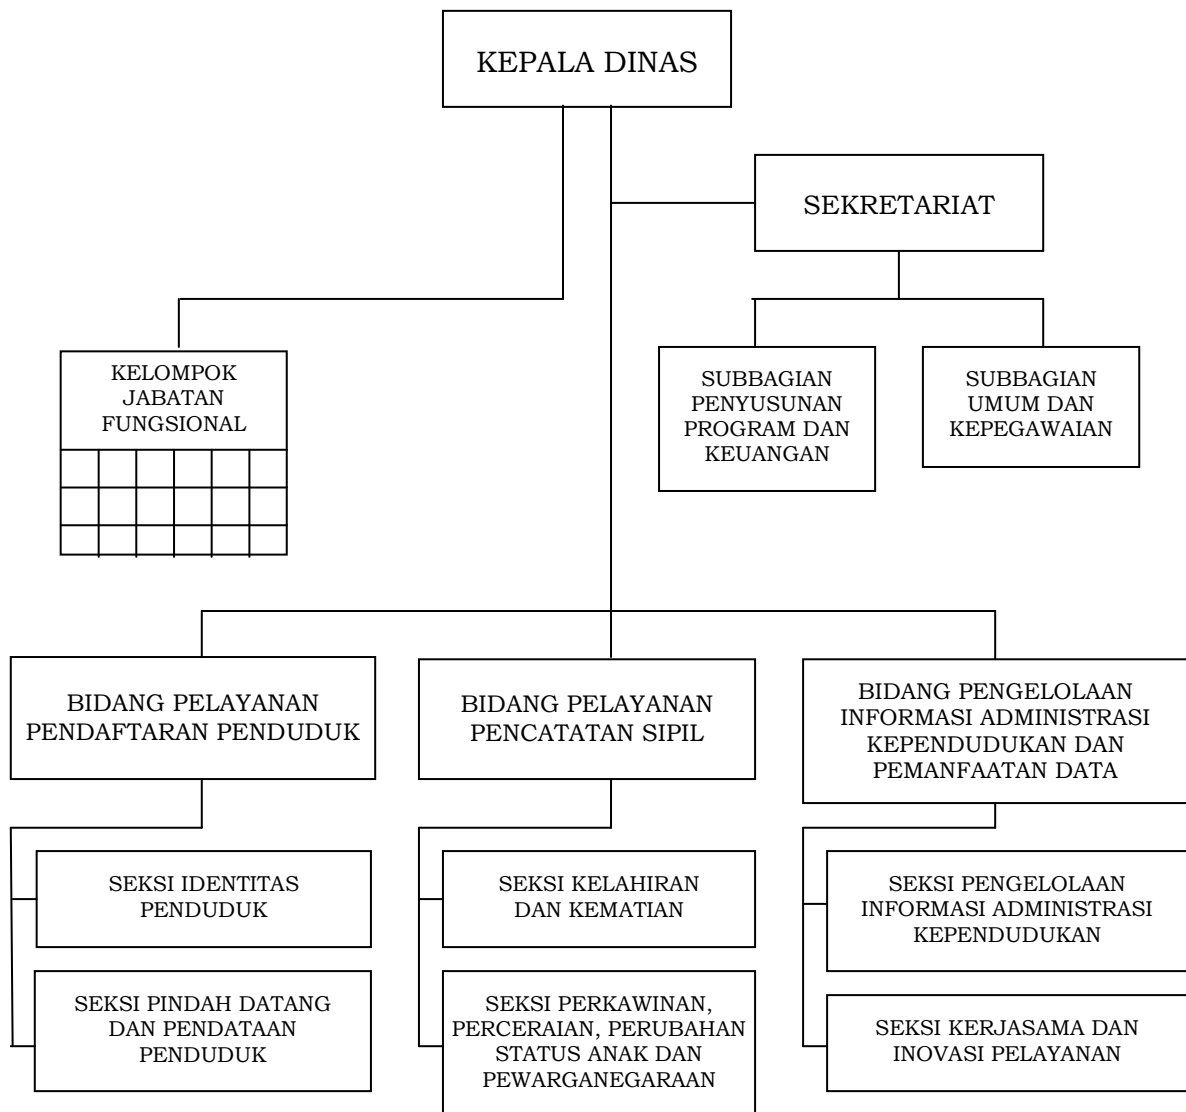 KEPALA DINAS
SEKRETARIAT
KELOMPOK
JABATAN
FUNGSIONAL
SUBBAGIAN
PENYUSUNAN
PROGRAM DAN
KEUANGAN
SUBBAGIAN
UMUM DAN
KEPEGAWAIAN
BIDANG PELAYANAN
PENDAFTARAN PENDUDUK
BIDANG PELAYANAN
PENCATATAN SIPIL
BIDANG PENGELOLAAN
INFORMASI ADMINISTRASI
KEPENDUDUKAN DAN
PEMANFAATAN DATA
SEKSI IDENTITAS
PENDUDUK
SEKSI KELAHIRAN
DAN KEMATIAN
SEKSI PENGELOLAAN
INFORMASI ADMINISTRASI
KEPENDUDUKAN
SEKSI PINDAH DATANG
DAN PENDATAAN
PENDUDUK
SEKSI PERKAWINAN,
PERCERAIAN, PERUBAHAN
STATUS ANAK DAN
PEWARGANEGARAAN
SEKSI KERJASAMA DAN
INOVASI PELAYANAN